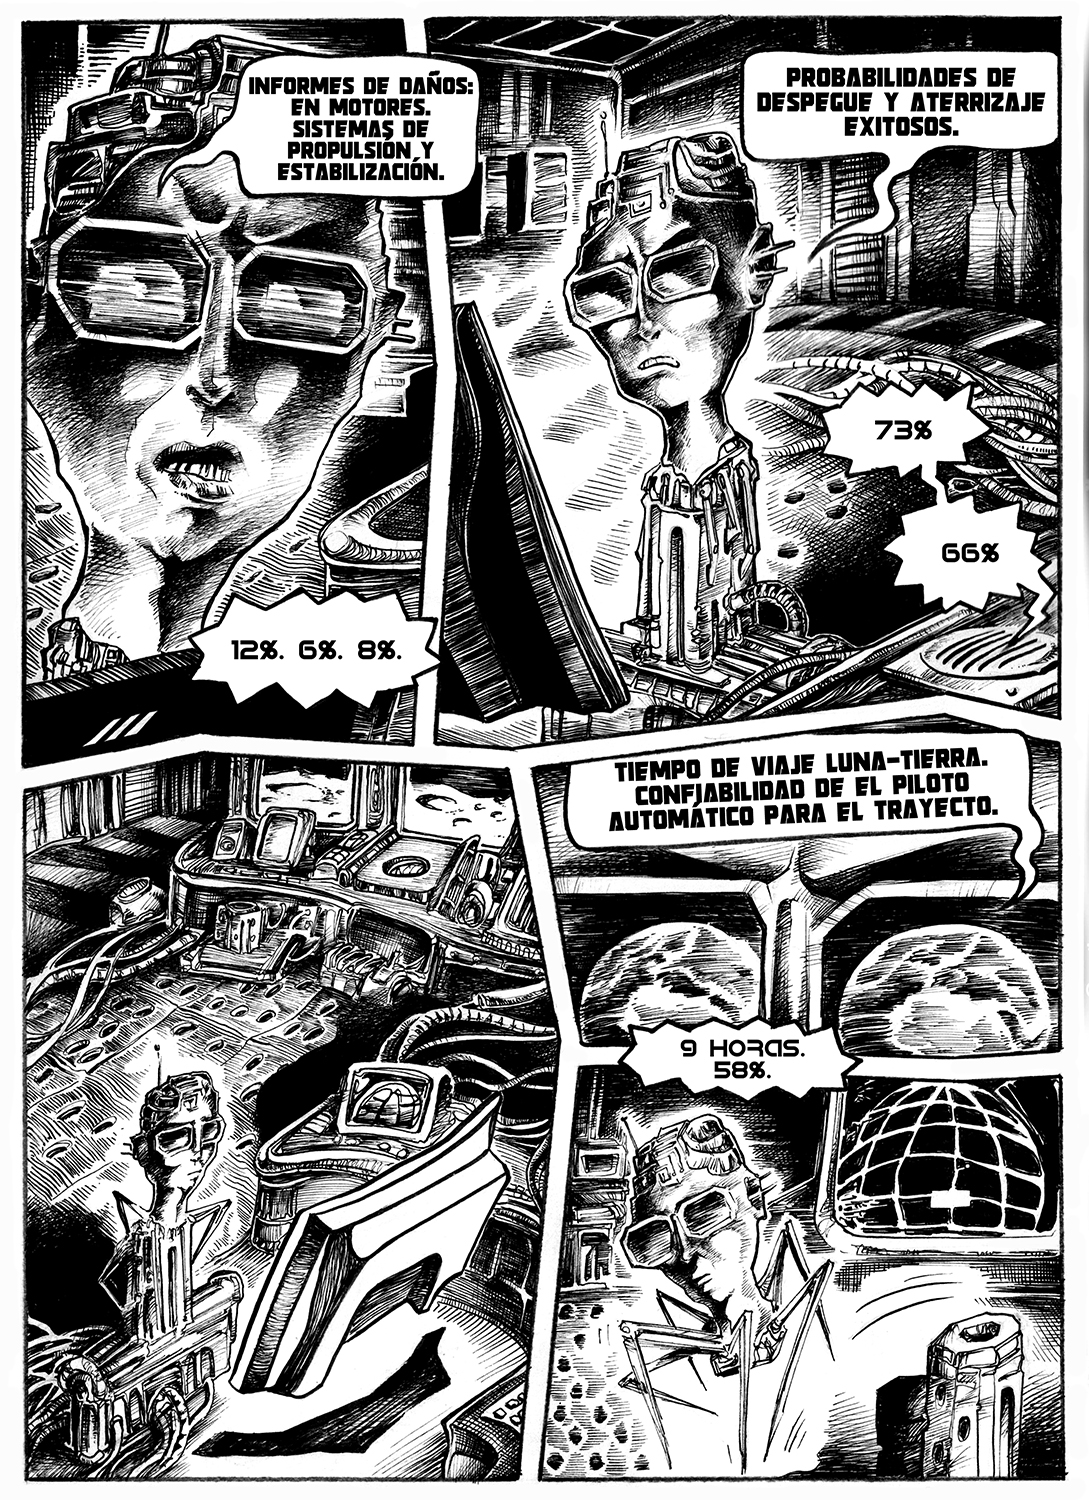 INFORMES DE DAÑOS:
EN MOTORES.
SISTEMAS DE
PROPULSIÓN Y
ESTABILIZACIÓN.
12%. 6%. 8%.
PROBABILIDADES DE
DESPEGUE Y ATERRIZAJE
EXITOSOS.
73%
66%
TIEMPO DE VIAJE LUNA-TIERRA.
CONFIABILIDAD DE EL PILOTO
AUTOMÁTICO PARA EL TRAYECTO.
9 HORAS.
58%.